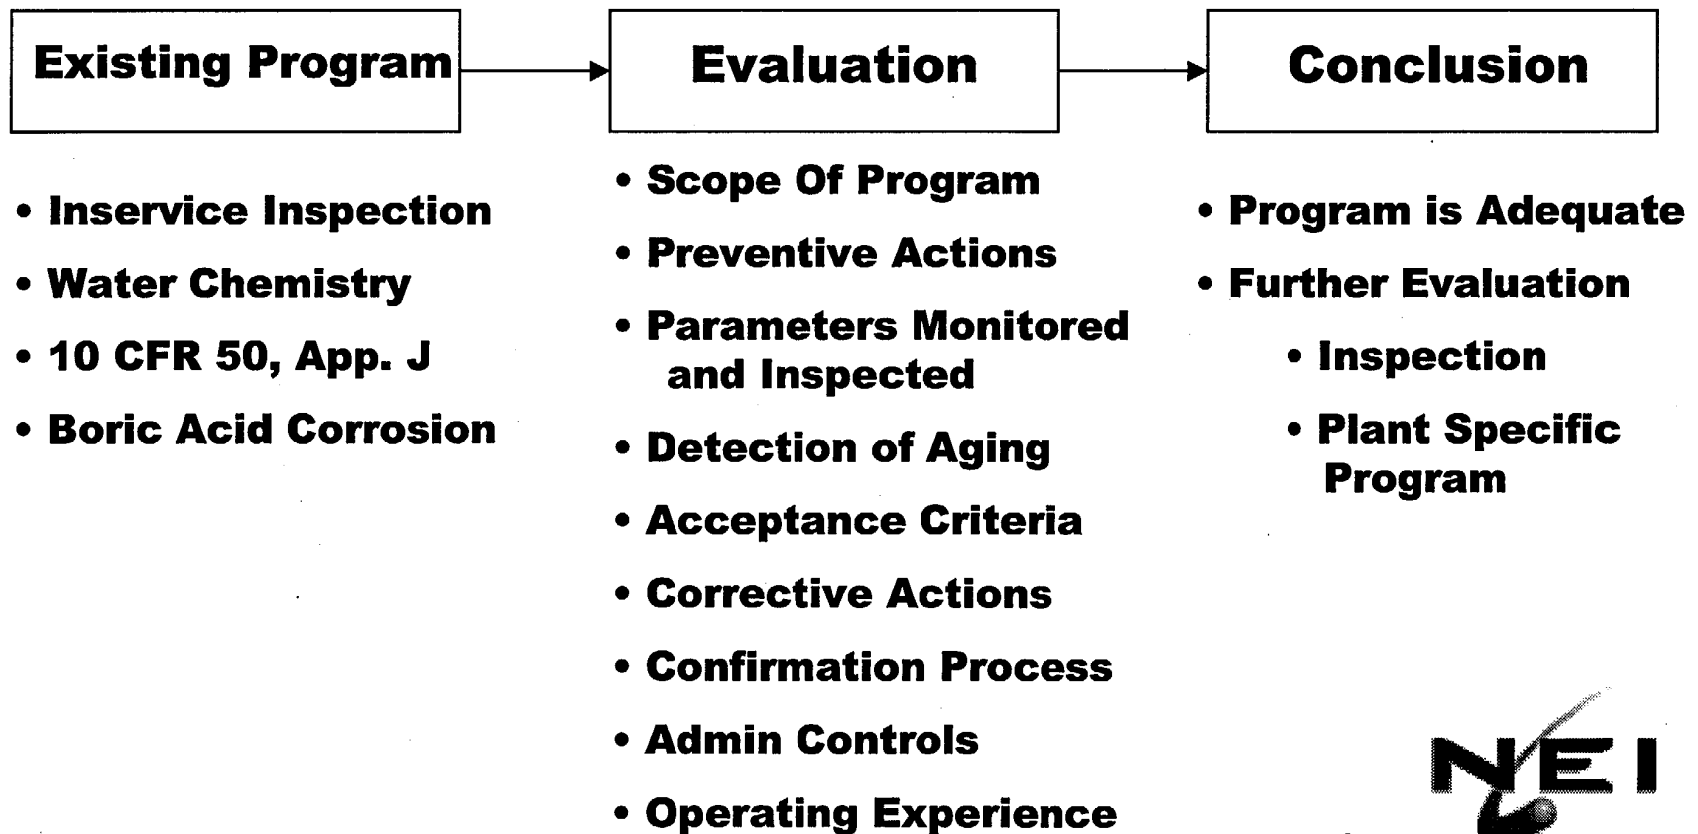 Existing Program
Evaluation
Conclusion
• Inservice Inspection
• Water Chemistry
• 10 CFR 50, App. J
• Boric Acid Corrosion
• Scope Of Program
• Preventive Actions
• Parameters Monitored
and Inspected
• Detection of Aging
• Acceptance Criteria
• Corrective Actions
• Confirmation Process
• Admin Controls
• Operating Experience
• Program is Adequate
• Further Evaluation
• Inspection
• Plant Specific
Program
NEI